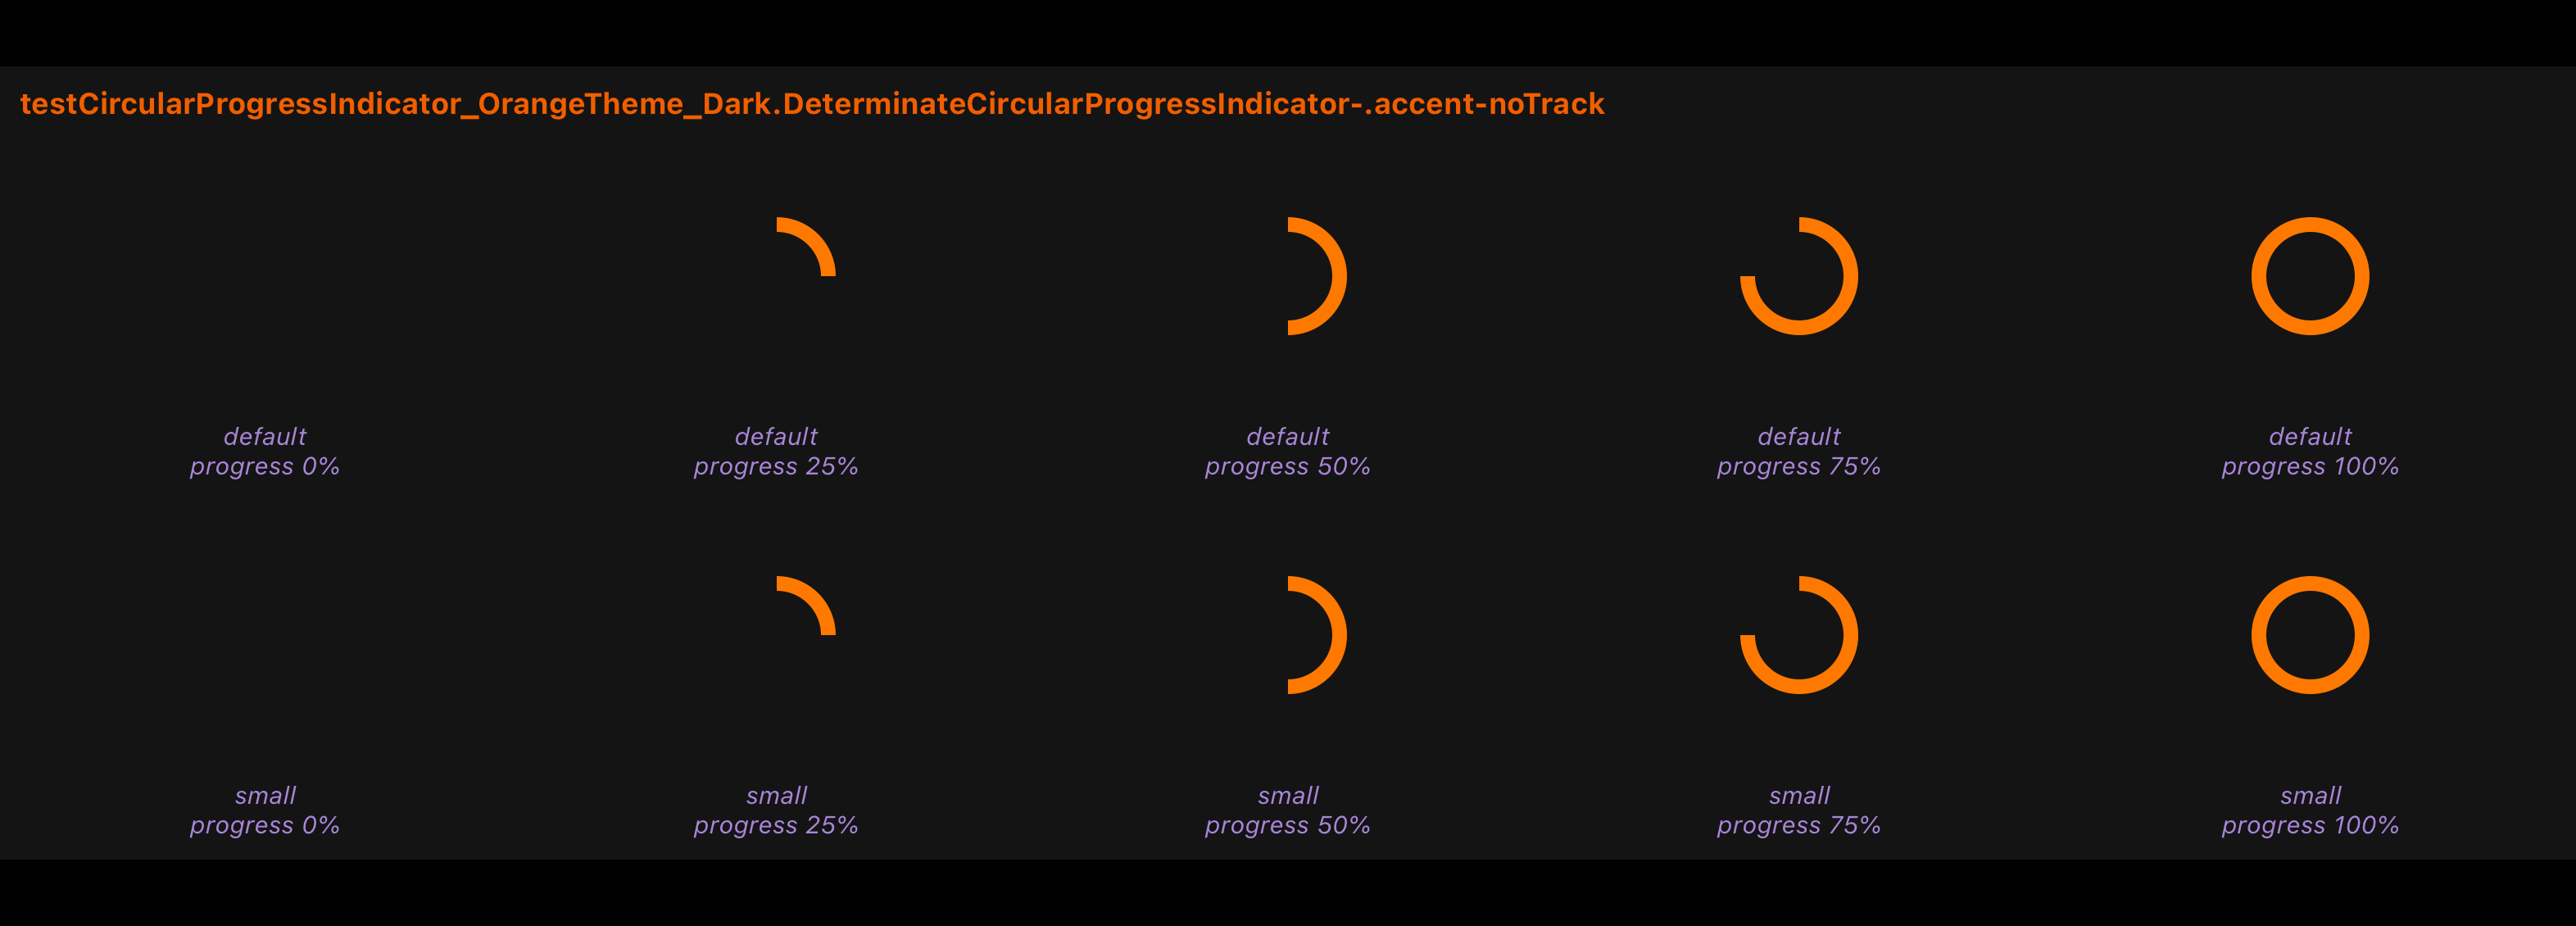 testCircularProgressIndicator_OrangeTheme_Dark.DeterminateCircularProgressIndicator-.accent-noTrack
default
progress 0%
default
progress 25%
default
progress 50%
default
progress 75%
default
progress 100%
small
progress 0%
small
progress 25%
small
progress 50%
small
progress 75%
small
progress 100%